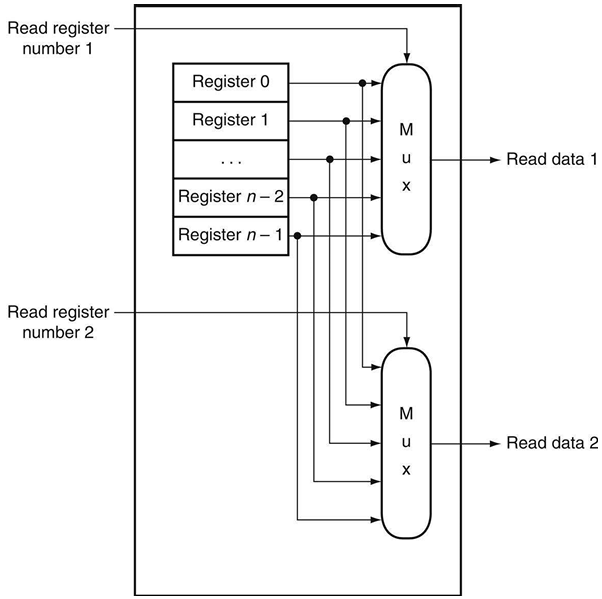 Read register
number 1
Register 0
Register 1
. . .
Register n – 2
Register n – 1
M
u
x
Read data 1
Read register
number 2
M
u
x
Read data 2